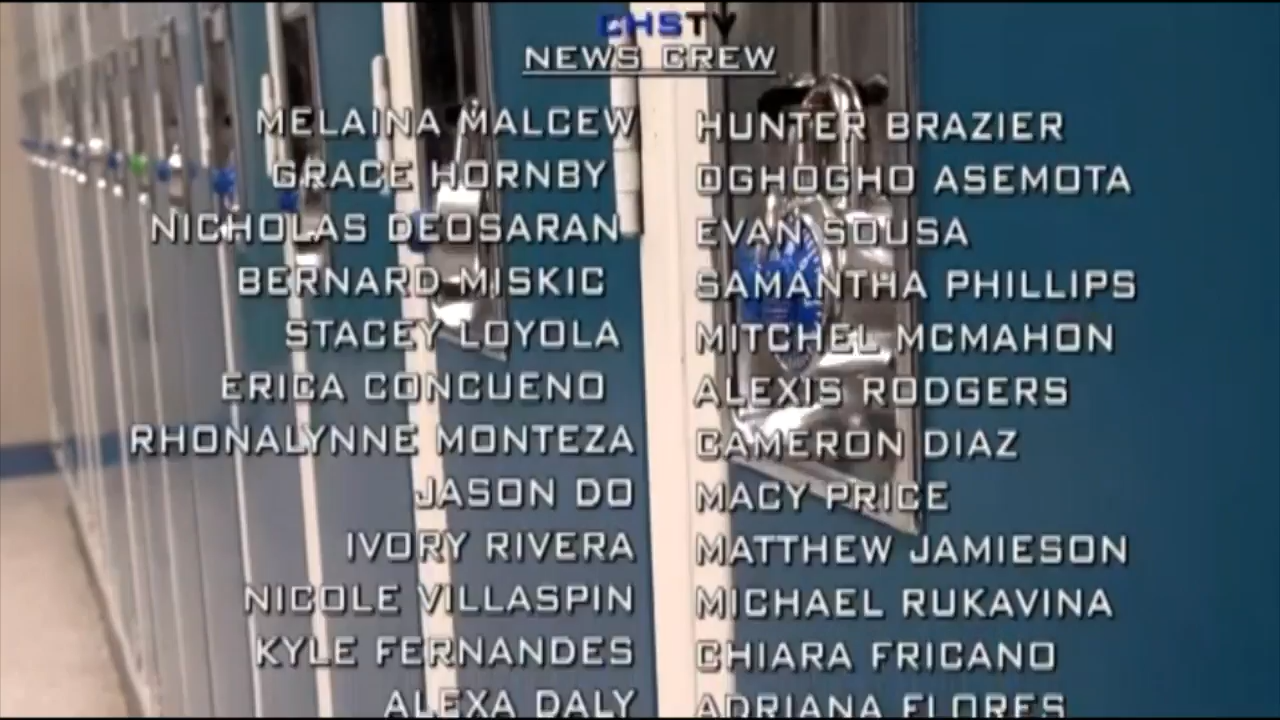 CHSTV
NEWS CREW
MELAINA MALCEW
GRACE HORNBY
NICHOLAS DEOSARAN
BERNARD MISKIC
STACEY LOYOLA
ERICA CONCUENO
RHONALYNNE MONTEZA
JASON DO
IVORY RIVERA
NICOLE VILLASPIN
KYLE FERNANDES
ALEXA DALY
HUNTER BRAZIER
OGHOGHO ASEMOTA
EVAN SOUSA
SAMANTHA PHILLIPS
MITCHEL MCMAHON
ALEXIS RODGERS
CAMERON DIAZ
MACY PRICE
MATTHEW JAMIESON
MICHAEL RUKAVINA
CHIARA FRICANO
ADRIANA FLORES